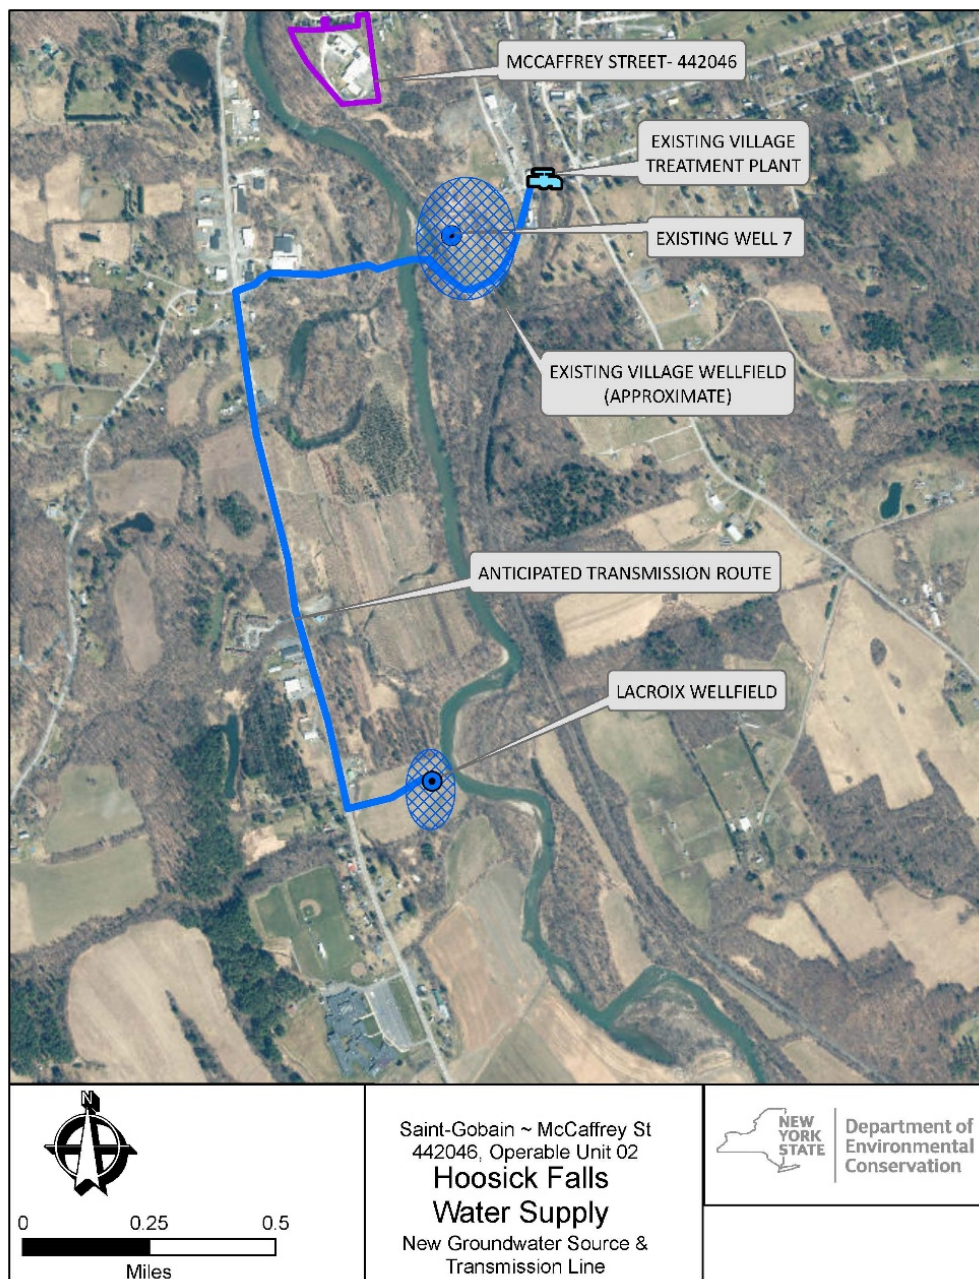 MCCAFFREY STREET- 442046
EXISTING VILLAGE
TREATMENT PLANT
EXISTING WELL 7
EXISTING VILLAGE WELLFIELD
(APPROXIMATE)
ANTICIPATED TRANSMISSION ROUTE
LACROIX WELLFIELD
N
0 0.25 0.5
Miles
Saint-Gobain ~ McCaffrey St
442046, Operable Unit 02
Hoosick Falls
Water Supply
New Groundwater Source &
Transmission Line
NEW
YORK
STATE
Department of
Environmental
Conservation